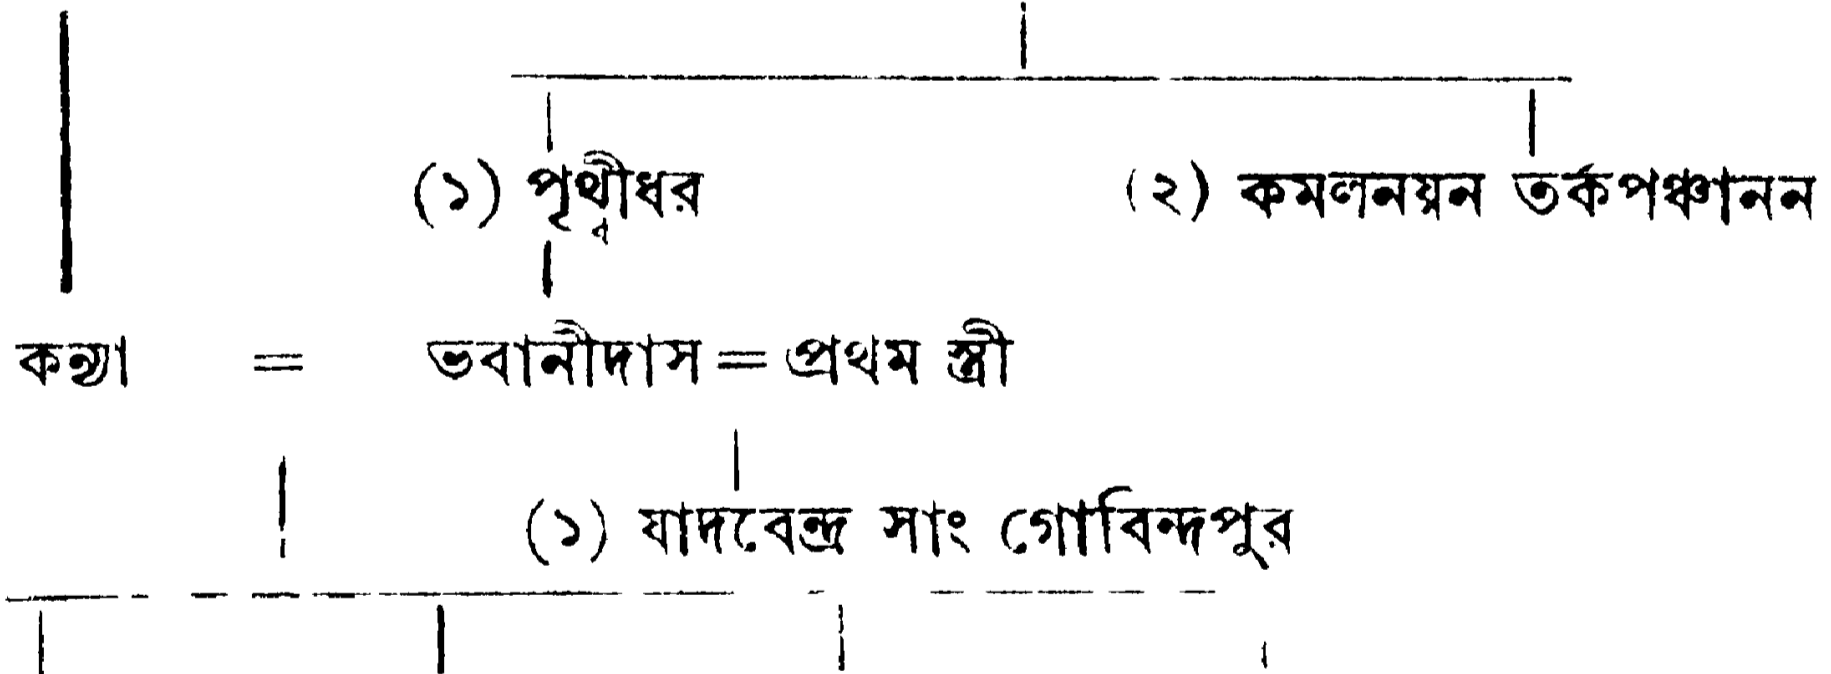 (১) পৃথ্বীধর (২) কমলনয়ন তর্কপঞ্চানন
কন্যা = ভবানীদাস = প্রথম স্ত্রী
(১) যাদবেন্দ্র সাং গোবিন্দপুর